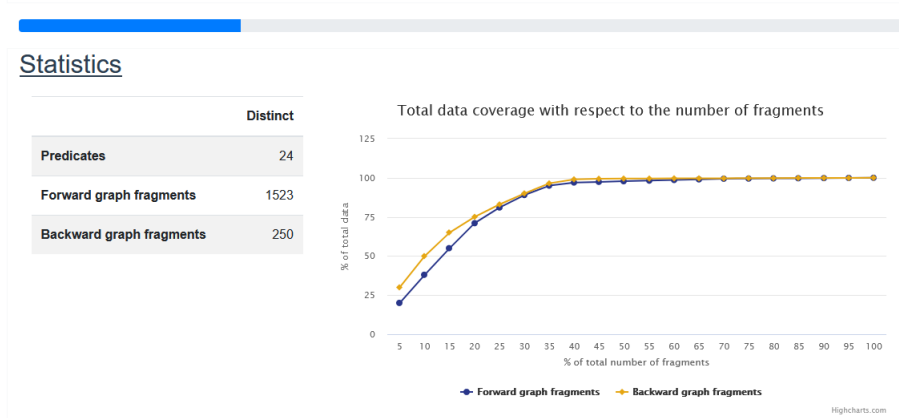 Statistics
Distinct
Predicates 24
Forward graph fragments 1523
Backward graph fragments 250
Total data coverage with respect to the number of fragments
% of total data
125
100
75
50
25
0
5 10 15 20 25 30 35 40 45 50 55 60 65 70 75 80 85 90 95 100
% of total number of fragments
Forward graph fragments Backward graph fragments
Highcharts.com